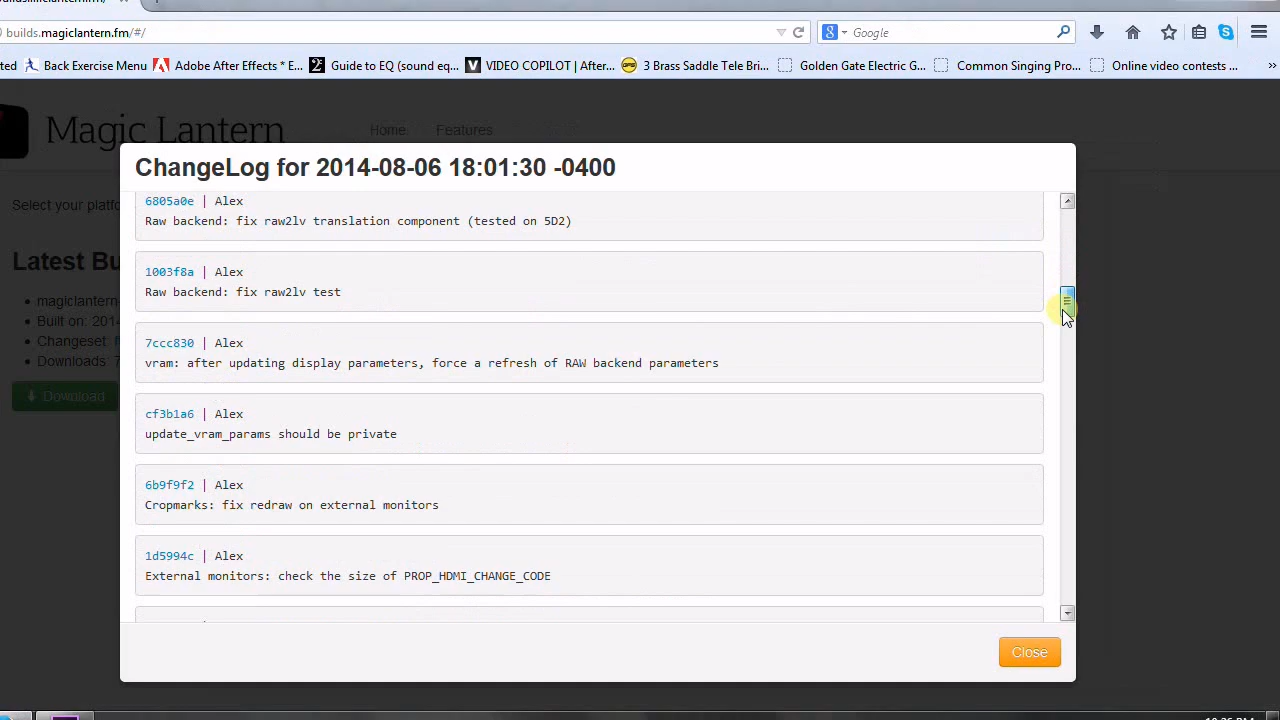 builds.magiclantern.fm/#/
Google
ted
Back Exercise Menu
Adobe After Effects * E...
Guide to EQ (sound eq...
VIDEO COPILOT | After...
3 Brass Saddle Tele Bri...
Golden Gate Electric G...
Common Singing Pro...
Online video contests ...
»
Magic Lantern
Home
Features
ChangeLog for 2014-08-06 18:01:30 -0400
Select your platfo
Latest Bu
magiclantern-
Built on: 2014
Changeset: f
Downloads: 7
Download
6805a0e | Alex
Raw backend: fix raw2lv translation component (tested on 5D2)
1003f8a | Alex
Raw backend: fix raw2lv test
7ccc830 | Alex
vram: after updating display parameters, force a refresh of RAW backend parameters
cf3b1a6 | Alex
update_vram_params should be private
6b9f9f2 | Alex
Cropmarks: fix redraw on external monitors
1d5994c | Alex
External monitors: check the size of PROP_HDMI_CHANGE_CODE
Close